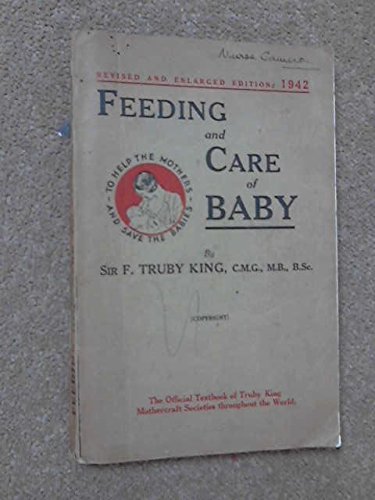 Nurse
REVISED AND ENLARGED EDITION: 1942
FEEDING
and
CARE
of
BABY
TO HELP THE MOTHERS
AND SAVE THE BABIES
By
SIR F. TRUBY KING, C.M.G., M.B., B.Sc.
(COPYRIGHT)
The Official Textbook of Truby King
Mothercraft Societies throughout the World.
FEEDING